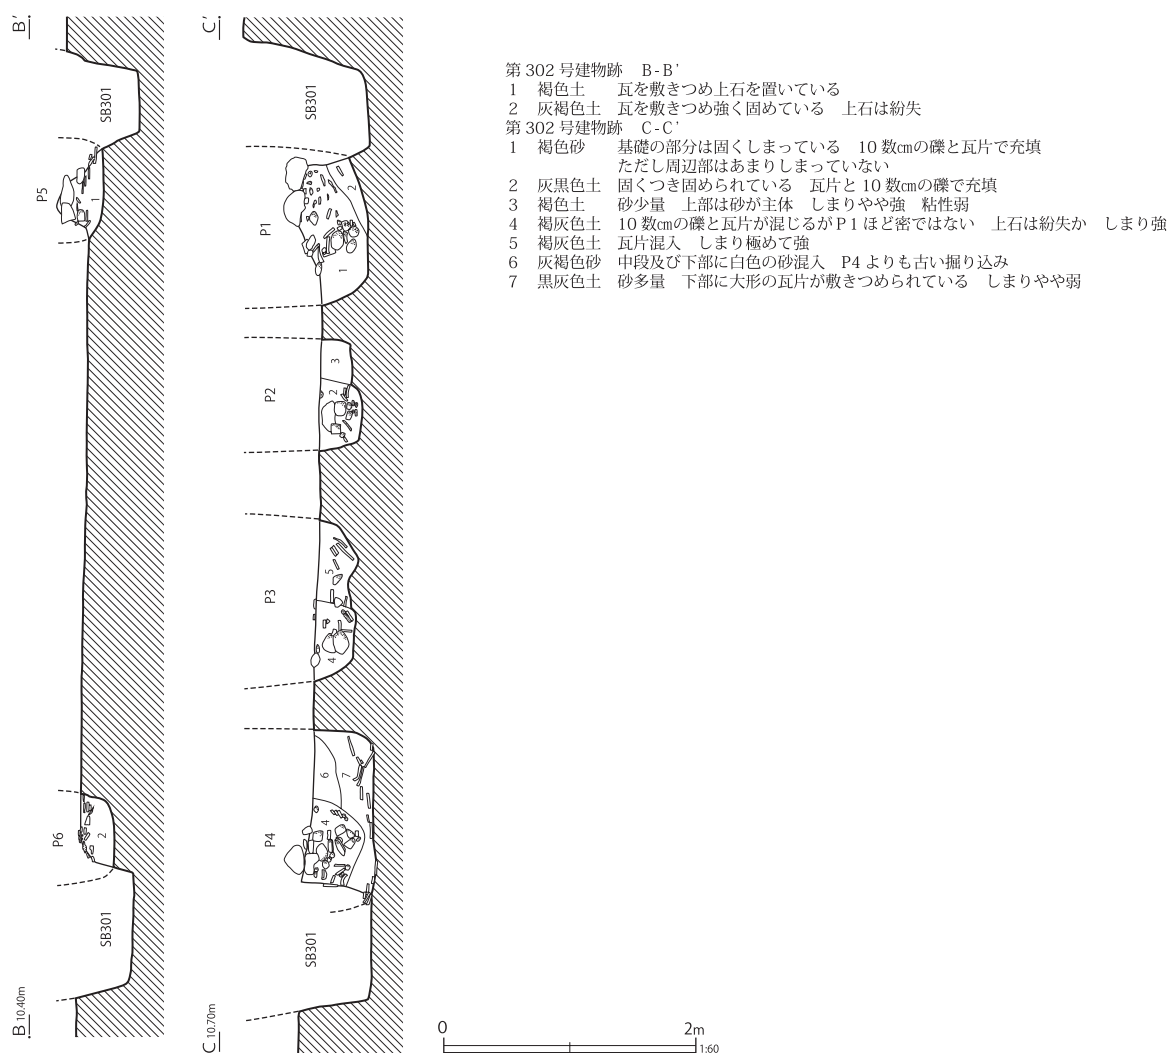 第 302 号建物跡　B-B'
1　褐色土　　瓦を敷きつめ上石を置いている
2　灰褐色土　瓦を敷きつめ強く固めている　上石は紛失
第 302 号建物跡　C-C'
1　褐色砂　　基礎の部分は固くしまっている　10 数㎝の礫と瓦片で充填
ただし周辺部はあまりしまっていない
2　灰黒色土　固くつき固められている　瓦片と 10 数㎝の礫で充填
3　褐色土　　砂少量　上部は砂が主体　しまりやや強　粘性弱
4　褐灰色土　10 数㎝の礫と瓦片が混じるがP 1 ほど密ではない　上石は紛失か　しまり強
5　褐灰色土　瓦片混入　しまり極めて強
6　灰褐色砂　中段及び下部に白色の砂混入　P4 よりも古い掘り込み
7　黒灰色土　砂多量　下部に大形の瓦片が敷きつめられている　しまりやや弱
B'
SB301
P5
1
P6
2
SB301
B 10.40m
C'
SB301
P1
2
1
P2
3
2
P3
5
4
P4
6
7
4
SB301
C 10.70m
0
2m
1:60